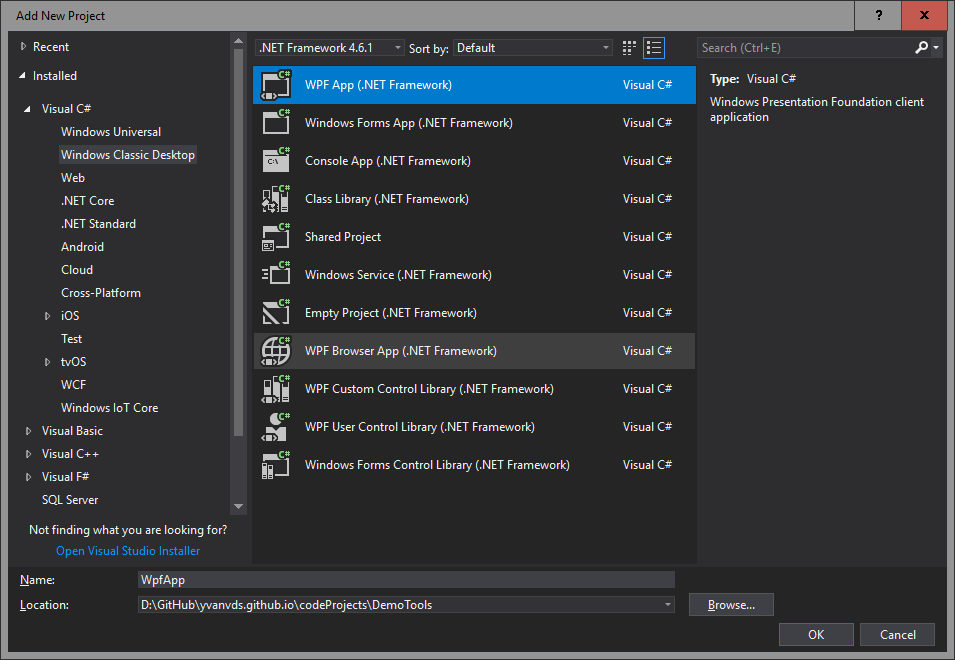 Add New Project
?
x
Recent
Installed
Visual C#
Windows Universal
Windows Classic Desktop
Web
.NET Core
.NET Standard
Android
Cloud
Cross-Platform
iOS
Test
tvOS
WCF
Windows IoT Core
Visual Basic
Visual C++
Visual F#
SQL Server
Not finding what you are looking for?
Open Visual Studio Installer
.NET Framework 4.6.1 Sort by: Default
C# WPF App (.NET Framework) Visual C#
C# Windows Forms App (.NET Framework) Visual C#
C# C:\ Console App (.NET Framework) Visual C#
C# Class Library (.NET Framework) Visual C#
C# Shared Project Visual C#
C# Windows Service (.NET Framework) Visual C#
C# Empty Project (.NET Framework) Visual C#
C# WPF Browser App (.NET Framework) Visual C#
C# WPF Custom Control Library (.NET Framework) Visual C#
C# WPF User Control Library (.NET Framework) Visual C#
C# Windows Forms Control Library (.NET Framework) Visual C#
Search (Ctrl+E)
Type: Visual C#
Windows Presentation Foundation client
application
Name: WpfApp
Location: D:\GitHub\yvanvds.github.io\codeProjects\DemoTools Browse...
OK Cancel